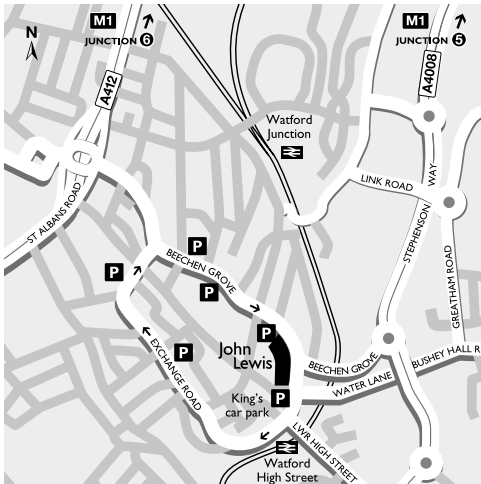 M1
JUNCTION 6
M1
JUNCTION 5
N
A412
A4008
Watford
Junction
LINK ROAD
STEPHENSON WAY
GREATHAM ROAD
ST ALBANS ROAD
P
BEECHEN GROVE
P
P
P
P
EXCHANGE ROAD
John
Lewis
BEECHEN GROVE
BUSHEY HALL R
WATER LANE
King's
car park
P
LWR HIGH STREET
Watford
High Street